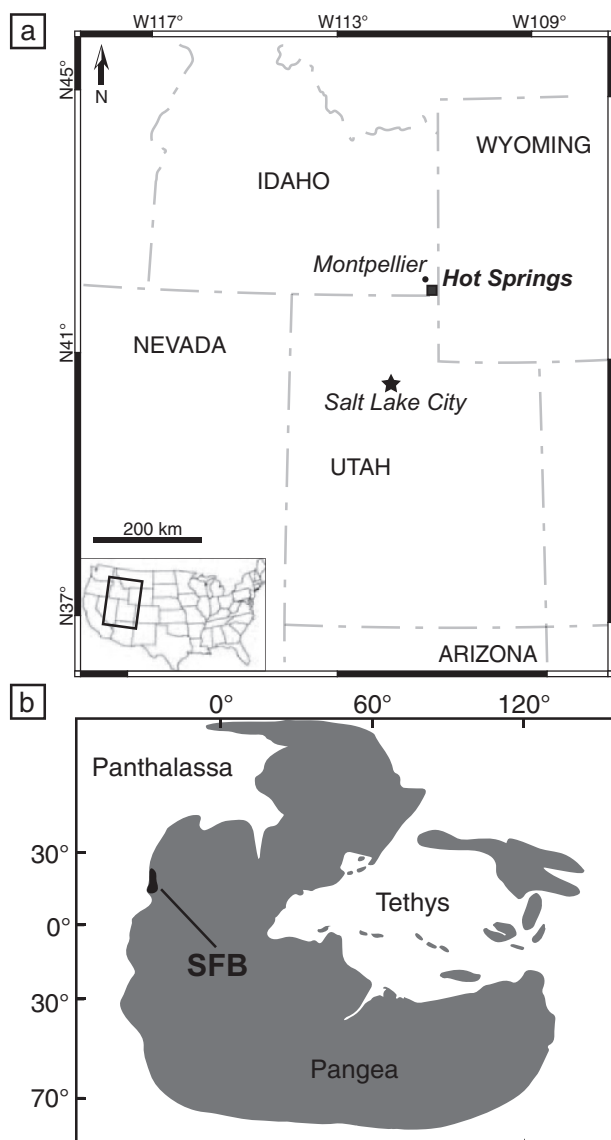 a
W117°
W113°
W109°
N45°
N
WYOMING
IDAHO
Montpellier
Hot Springs
N41°
NEVADA
Salt Lake City
UTAH
200 km
N37°
ARIZONA
b
0°
60°
120°
Panthalassa
30°
Tethys
0°
SFB
30°
Pangea
70°